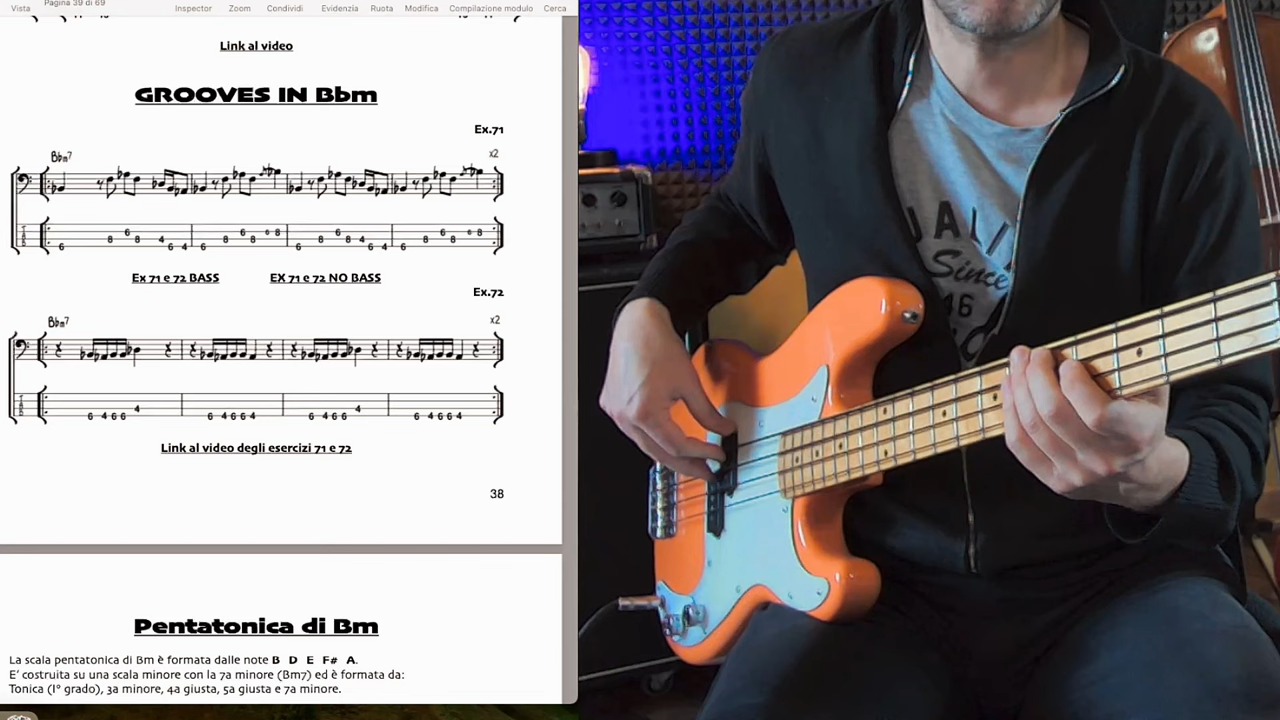 Pagina 39 di 69
Vista Inspector Zoom Condividi Evidenzia Ruota Modifica Compilazione modulo Cerca
Link al video
GROOVES IN Bbm
Ex.71
Bbm7 x2
6 8 6 8 4 6 4 6 8 6 8 6 8 6 8 6 8 4 6 4 6 8 6 8 6 8
Ex 71 e 72 BASS EX 71 e 72 NO BASS
Ex.72
Bbm7 x2
6 4 6 6 4 6 4 6 6 4 6 4 6 6 4 6 4 6 6 4
Link al video degli esercizi 71 e 72
38
Pentatonica di Bm
La scala pentatonica di Bm è formata dalle note B D E F# A.
E' costruita su una scala minore con la 7a minore (Bm7) ed è formata da:
Tonica (I° grado), 3a minore, 4a giusta, 5a giusta e 7a minore.
Since